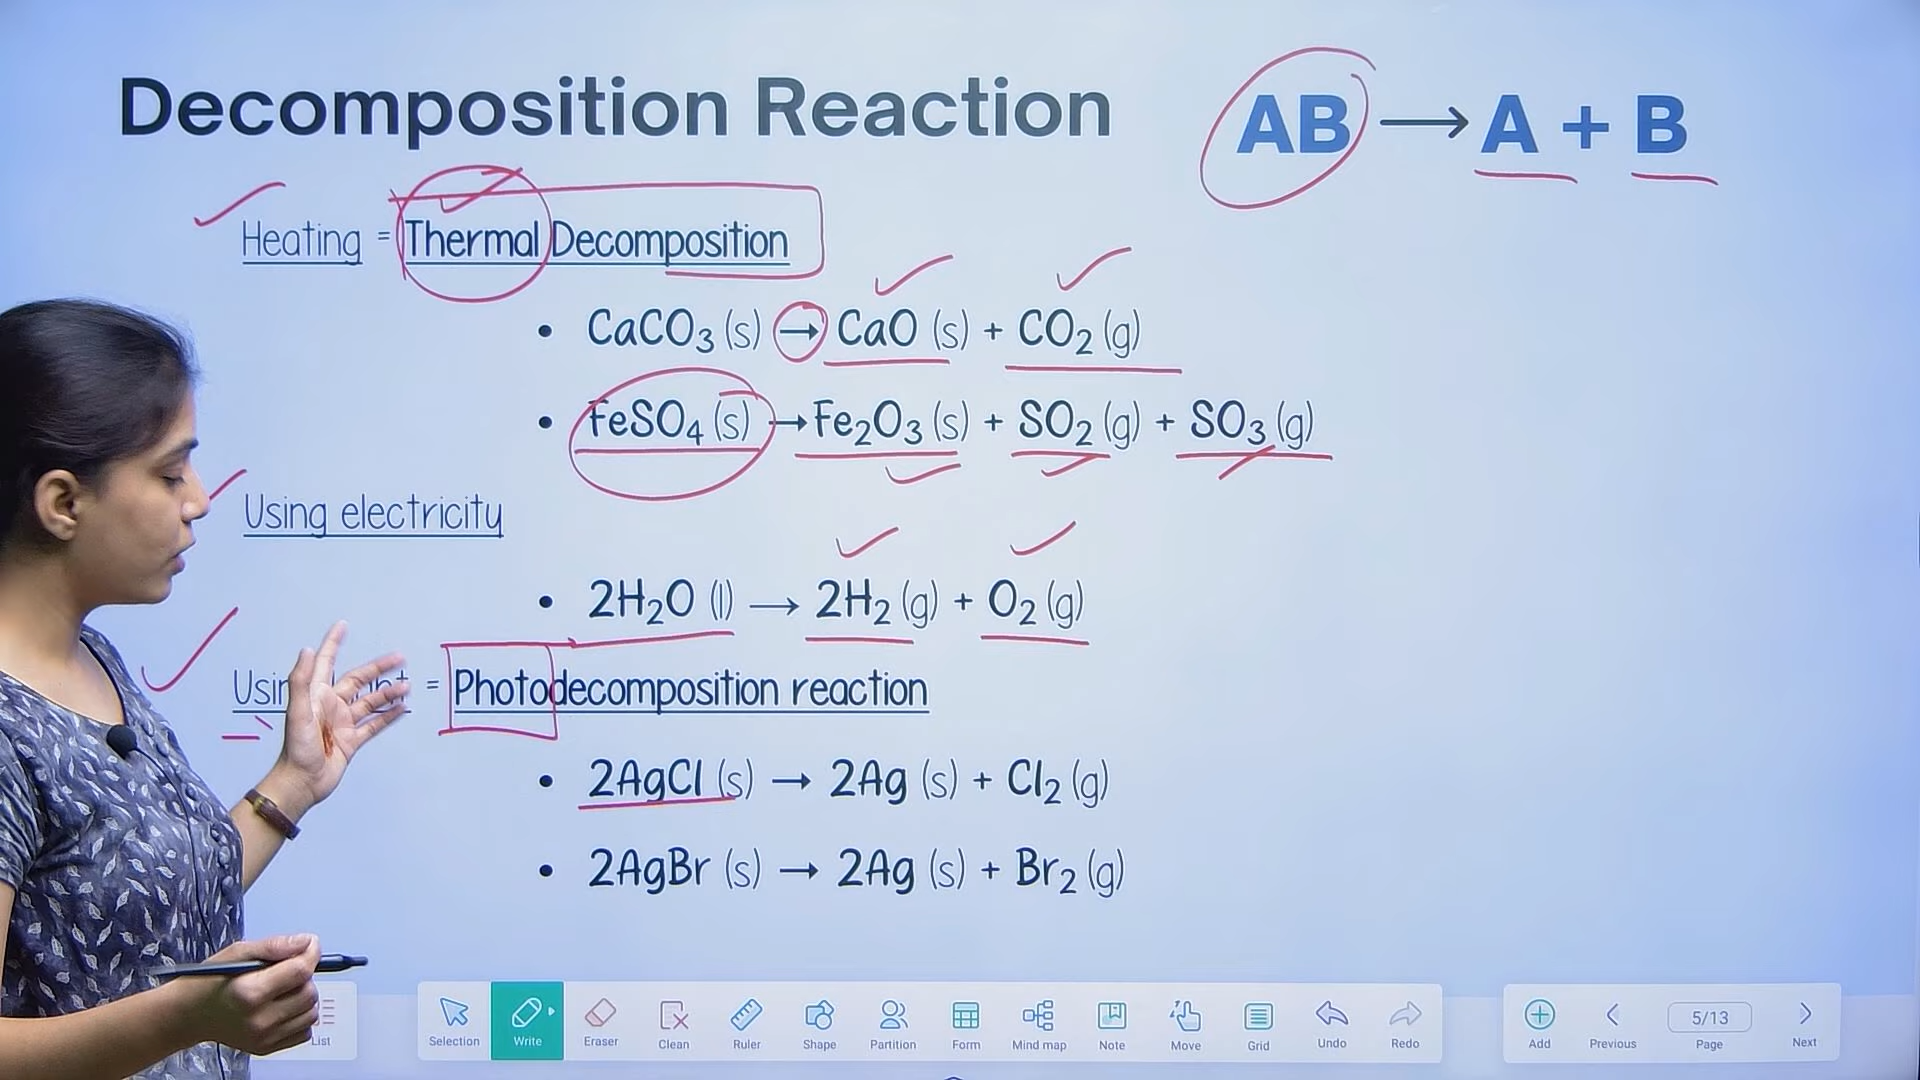 Decomposition Reaction
AB → A + B
Heating = Thermal Decomposition
• CaCO₃ (s) → CaO (s) + CO₂ (g)
• FeSO₄ (s) → Fe₂O₃ (s) + SO₂ (g) + SO₃ (g)
Using electricity
• 2H₂O (l) → 2H₂ (g) + O₂ (g)
= Photodecomposition reaction
• 2AgCl (s) → 2Ag (s) + Cl₂ (g)
• 2AgBr (s) → 2Ag (s) + Br₂ (g)
List Selection Write Eraser Clean Ruler Shape Partition Form Mind map Note Move Grid Undo Redo Add Previous 5/13 Page Next